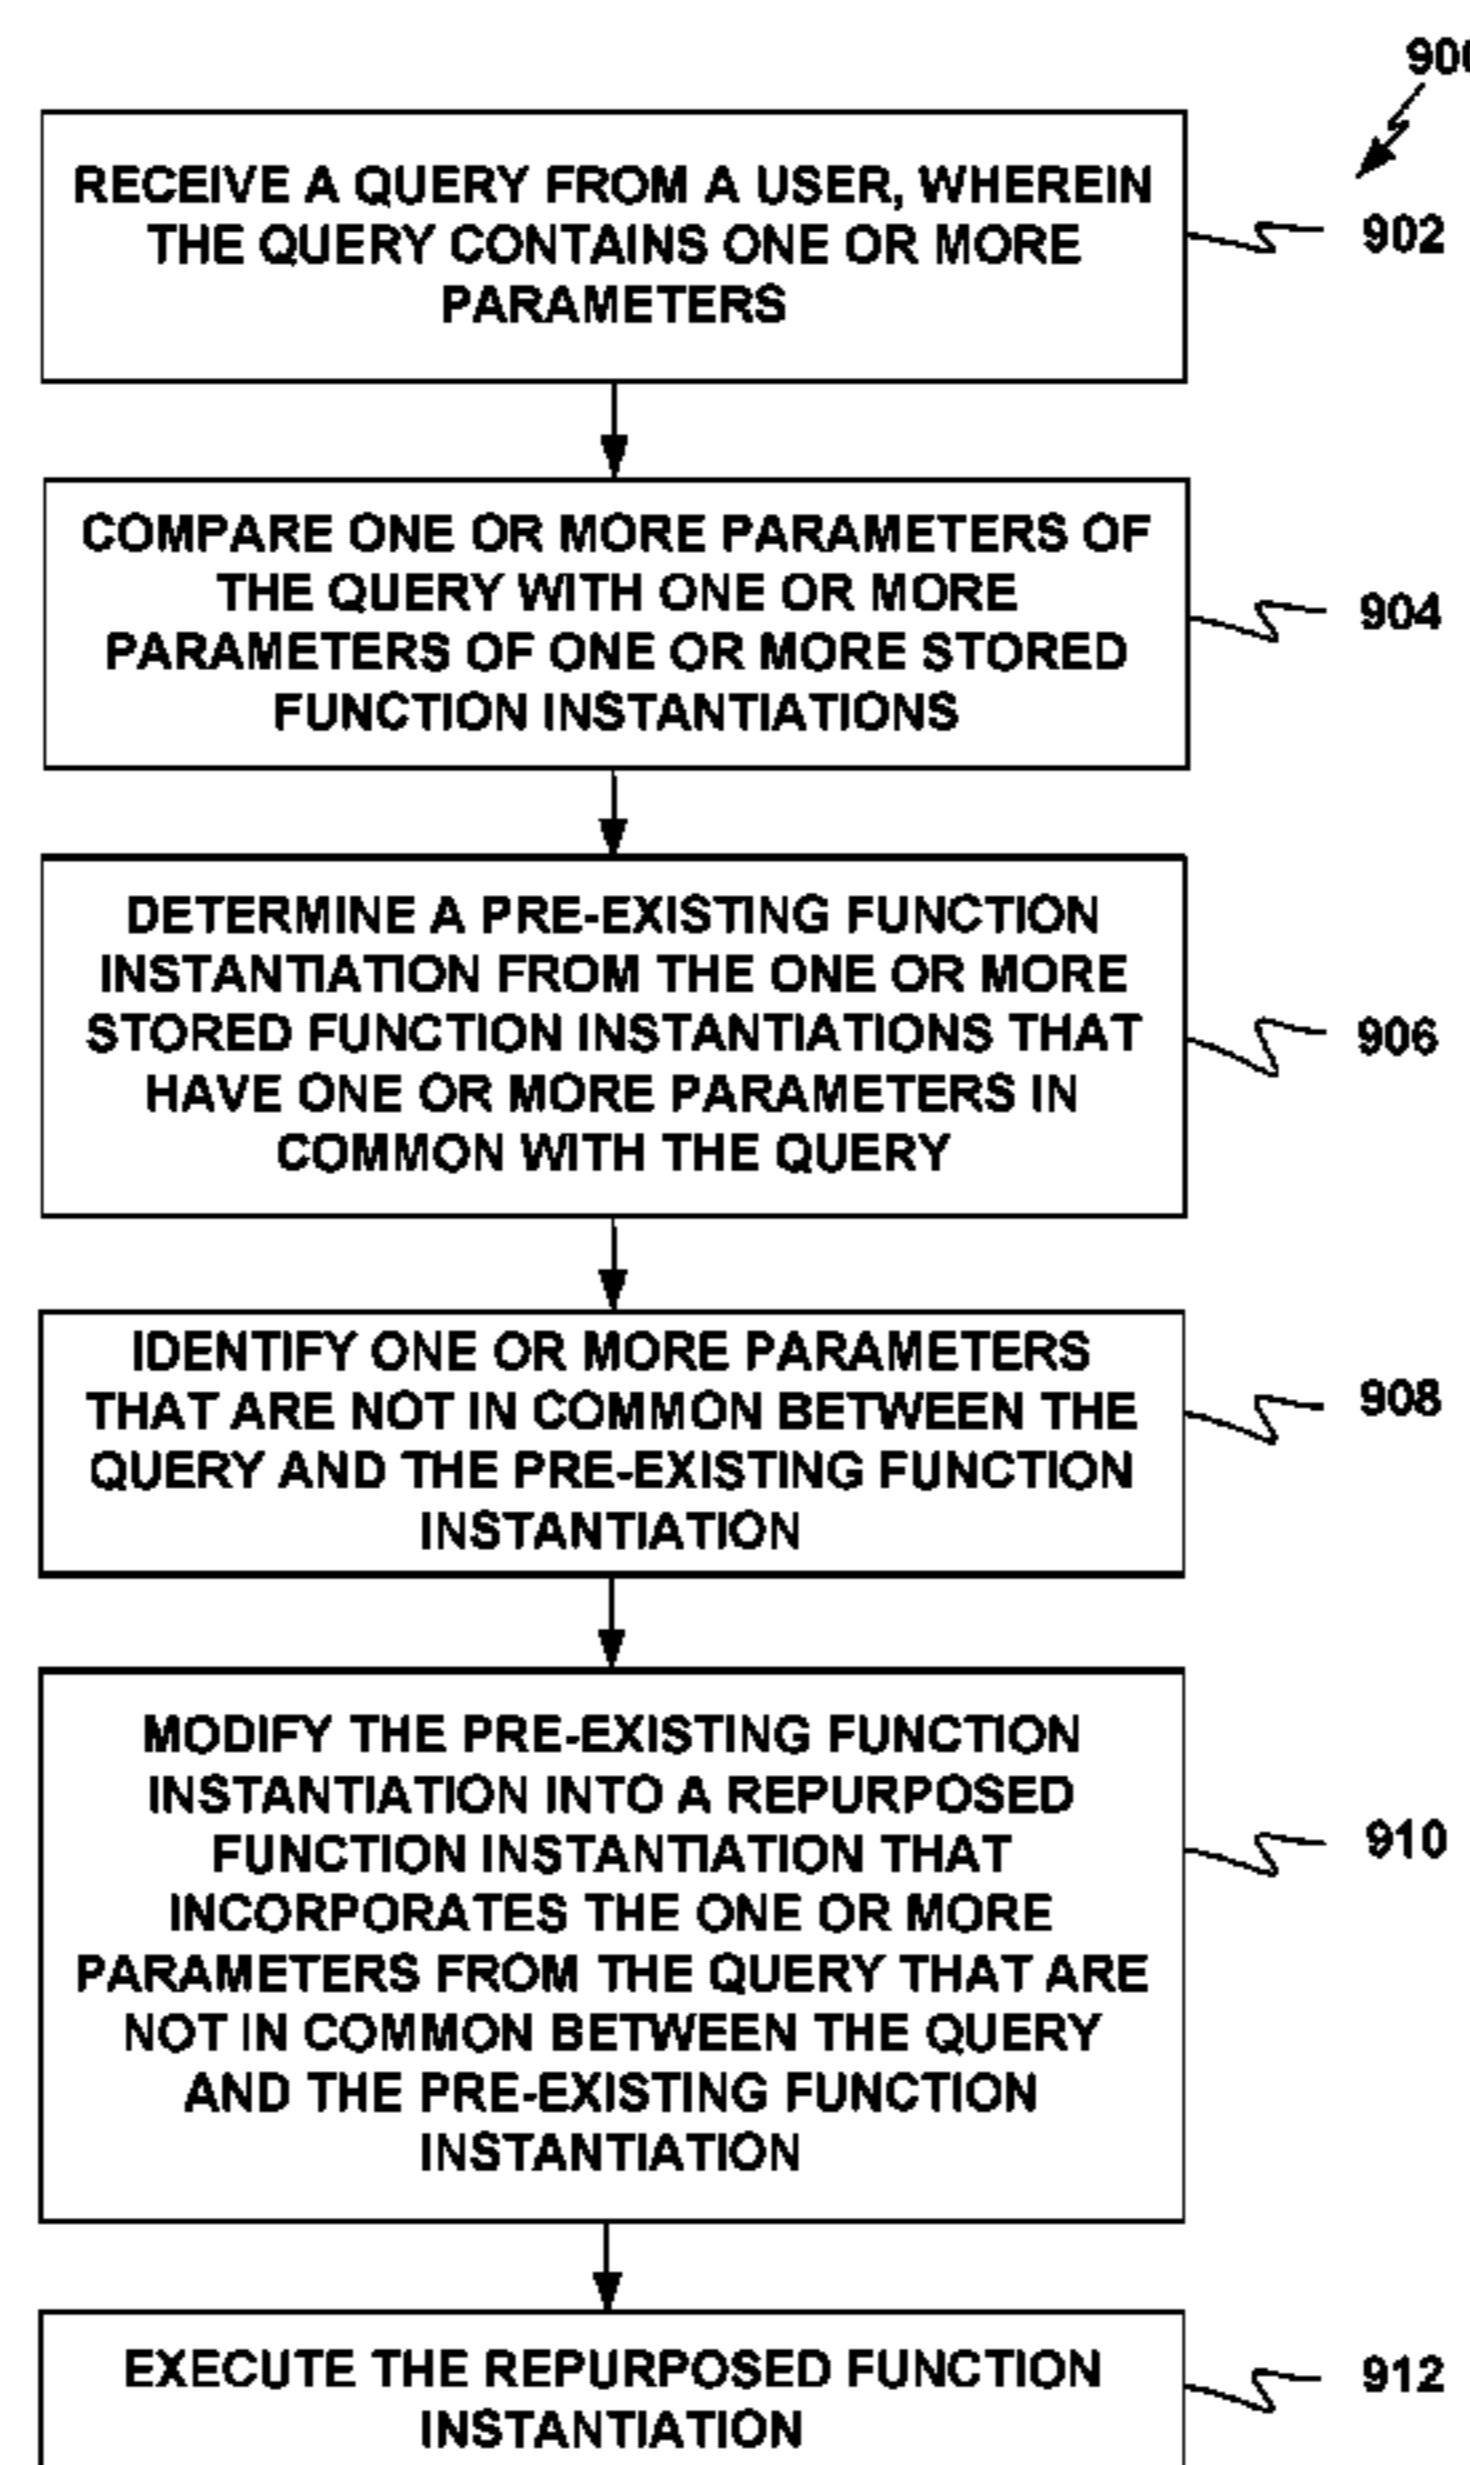 RECEIVE A QUERY FROM A USER, WHEREIN
THE QUERY CONTAINS ONE OR MORE
PARAMETERS
902
COMPARE ONE OR MORE PARAMETERS OF
THE QUERY WITH ONE OR MORE
PARAMETERS OF ONE OR MORE STORED
FUNCTION INSTANTIATIONS
904
DETERMINE A PRE-EXISTING FUNCTION
INSTANTIATION FROM THE ONE OR MORE
STORED FUNCTION INSTANTIATIONS THAT
HAVE ONE OR MORE PARAMETERS IN
COMMON WITH THE QUERY
906
IDENTIFY ONE OR MORE PARAMETERS
THAT ARE NOT IN COMMON BETWEEN THE
QUERY AND THE PRE-EXISTING FUNCTION
INSTANTIATION
908
MODIFY THE PRE-EXISTING FUNCTION
INSTANTIATION INTO A REPURPOSED
FUNCTION INSTANTIATION THAT
INCORPORATES THE ONE OR MORE
PARAMETERS FROM THE QUERY THAT ARE
NOT IN COMMON BETWEEN THE QUERY
AND THE PRE-EXISTING FUNCTION
INSTANTIATION
910
EXECUTE THE REPURPOSED FUNCTION
INSTANTIATION
912